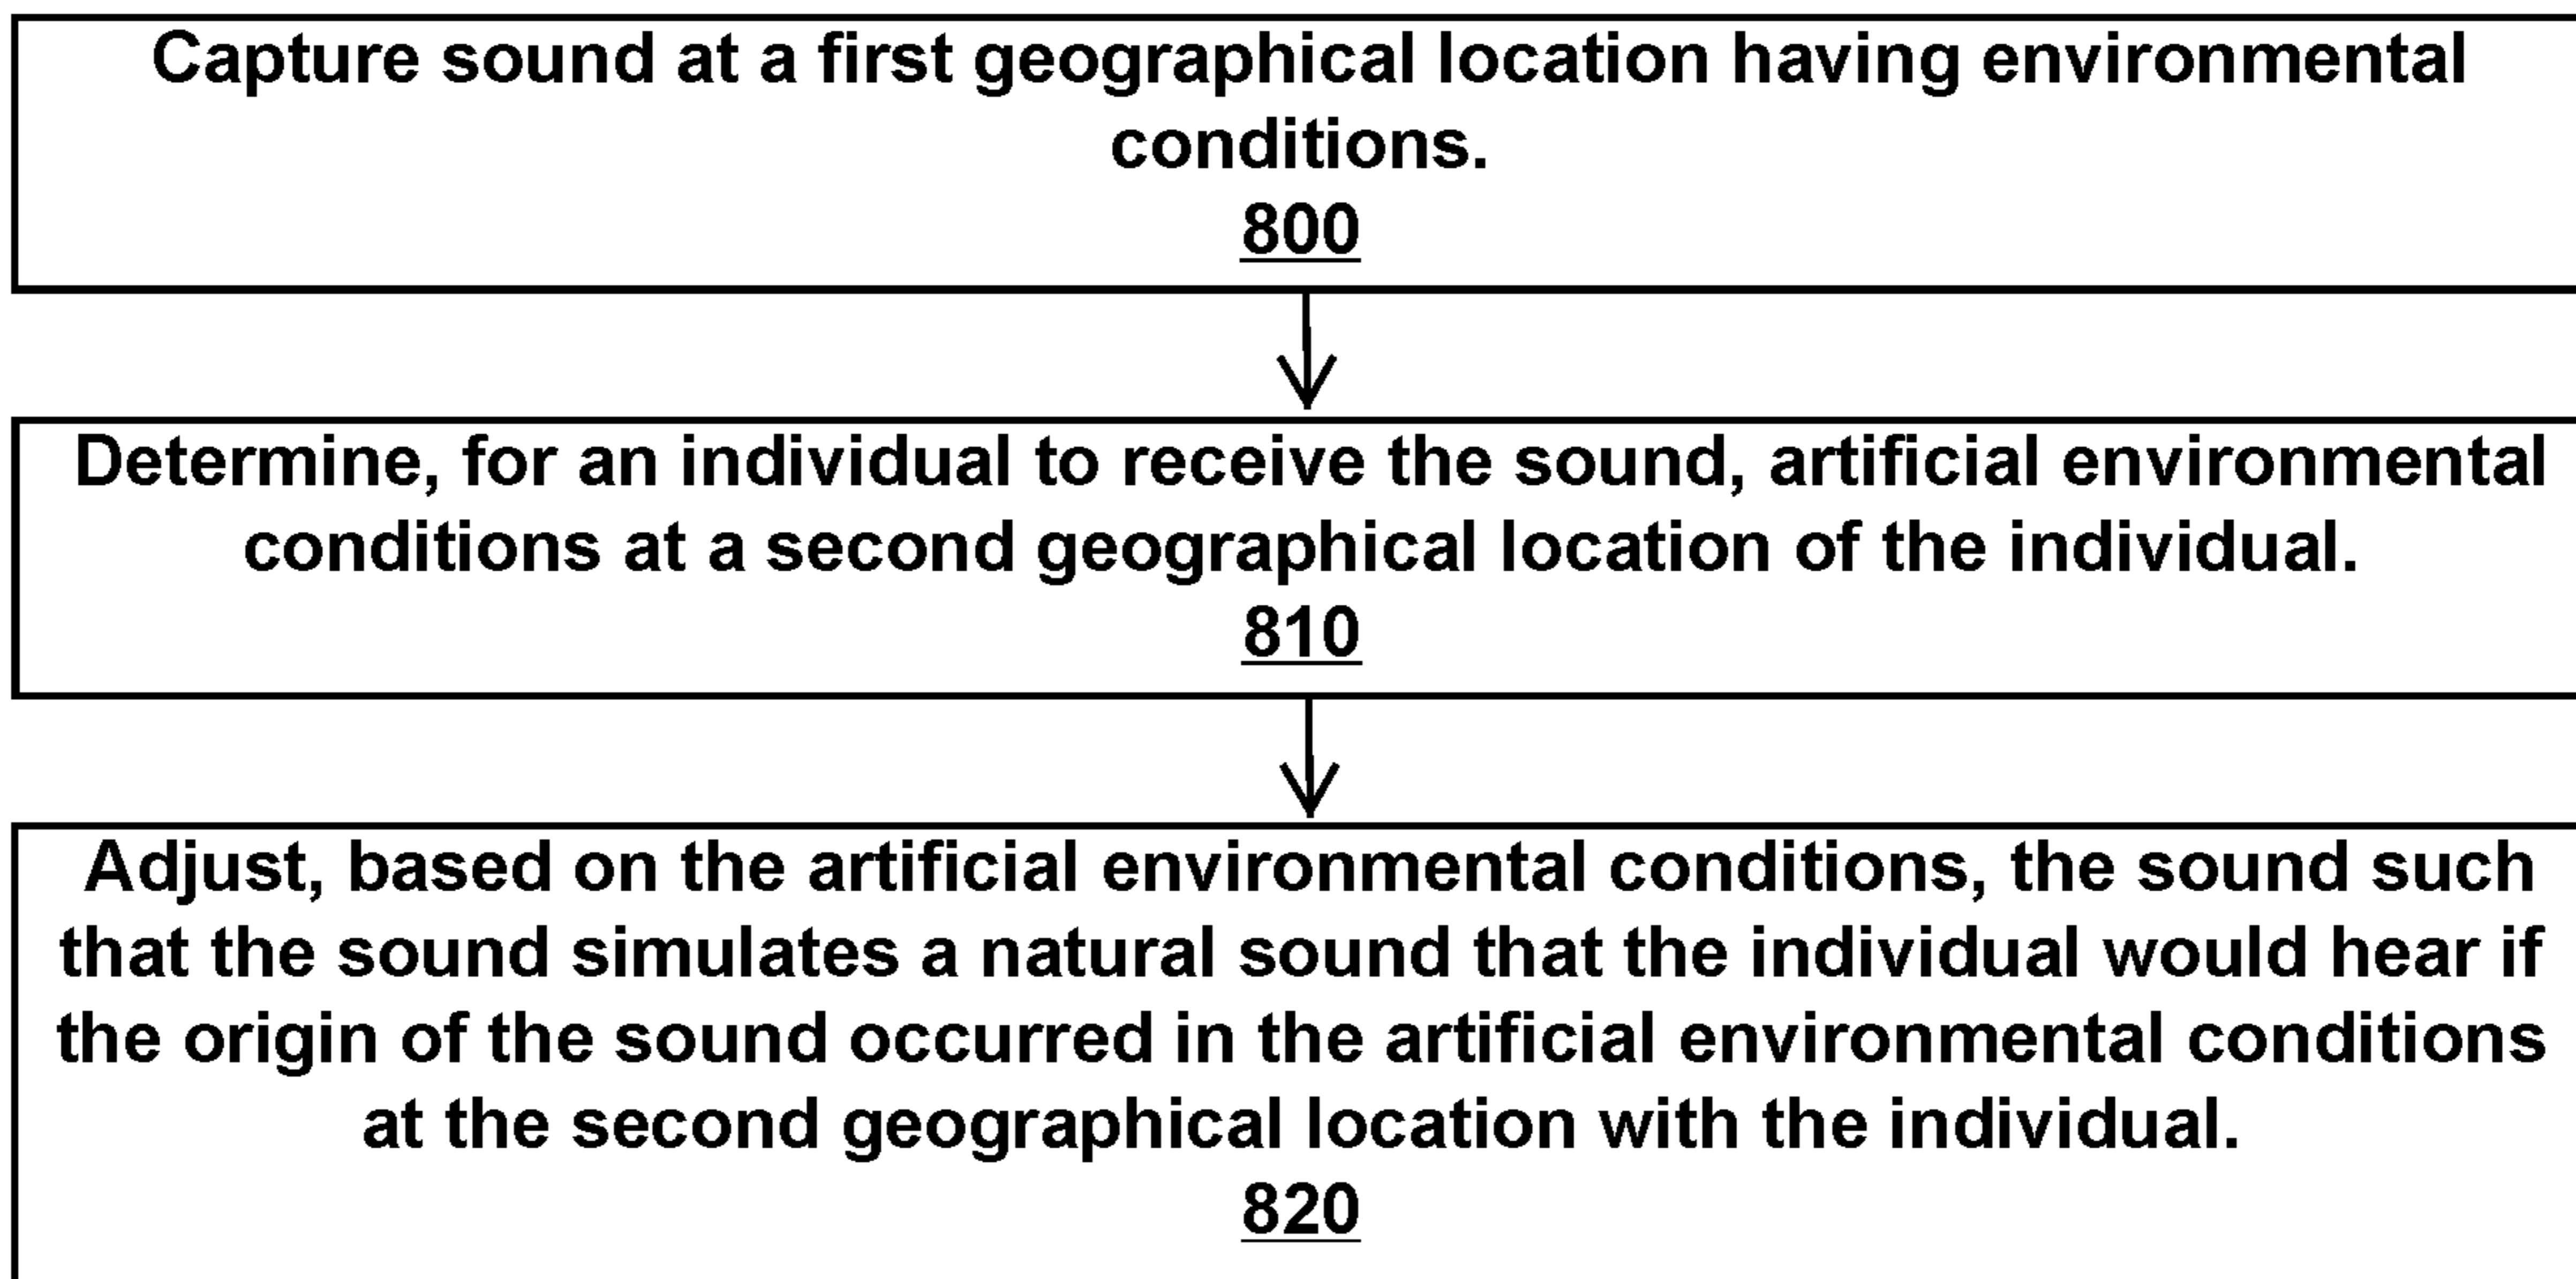 Capture sound at a first geographical location having environmental
conditions.
800
Determine, for an individual to receive the sound, artificial environmental
conditions at a second geographical location of the individual.
810
Adjust, based on the artificial environmental conditions, the sound such
that the sound simulates a natural sound that the individual would hear if
the origin of the sound occurred in the artificial environmental conditions
at the second geographical location with the individual.
820